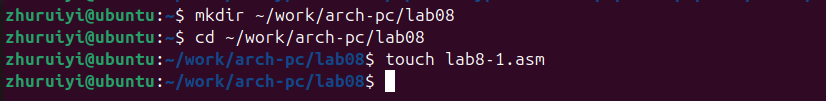 zhuruiyi@ubuntu:~$ mkdir ~/work/arch-pc/lab08
zhuruiyi@ubuntu:~$ cd ~/work/arch-pc/lab08
zhuruiyi@ubuntu:~/work/arch-pc/lab08$ touch lab8-1.asm
zhuruiyi@ubuntu:~/work/arch-pc/lab08$